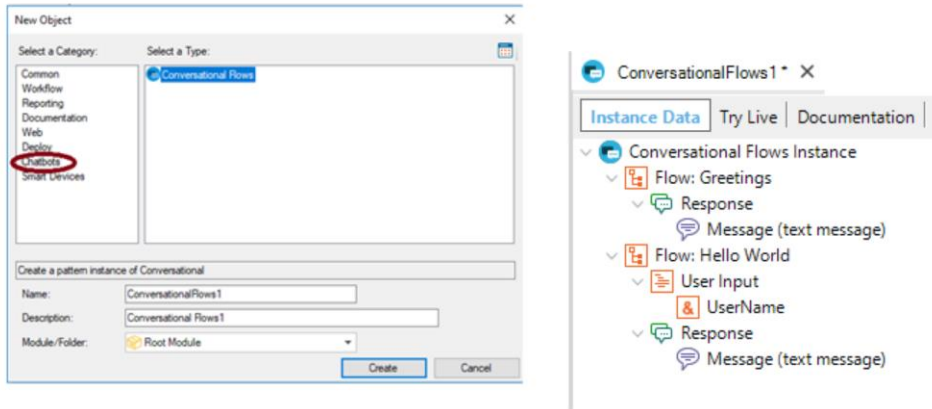 New Object
Select a Category:
Select a Type:
Common
Workflow
Reporting
Documentation
Web
Deploy
Chatbots
Smart Devices
Conversational Flows
Create a pattern instance of Conversational
Name:
ConversationalFlows1
Description:
Conversational Flows1
Module/Folder:
Root Module
Create
Cancel
ConversationalFlows1*
Instance Data
Try Live
Documentation
Conversational Flows Instance
Flow: Greetings
Response
Message (text message)
Flow: Hello World
User Input
& UserName
Response
Message (text message)